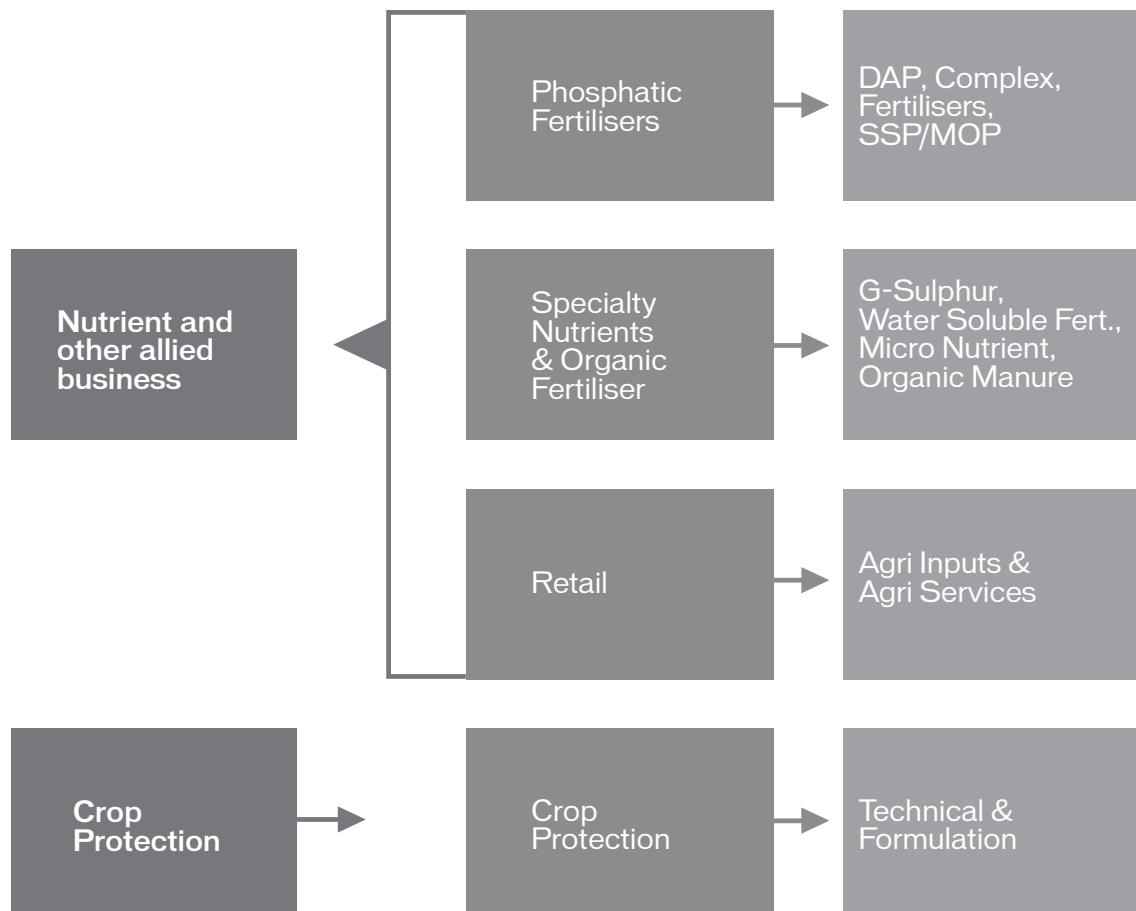 Phosphatic
Fertilisers
DAP, Complex,
Fertilisers,
SSP/MOP
Nutrient and
other allied
business
Specialty
Nutrients
& Organic
Fertiliser
G-Sulphur,
Water Soluble Fert.,
Micro Nutrient,
Organic Manure
Retail
Agri Inputs &
Agri Services
Crop
Protection
Crop
Protection
Technical &
Formulation